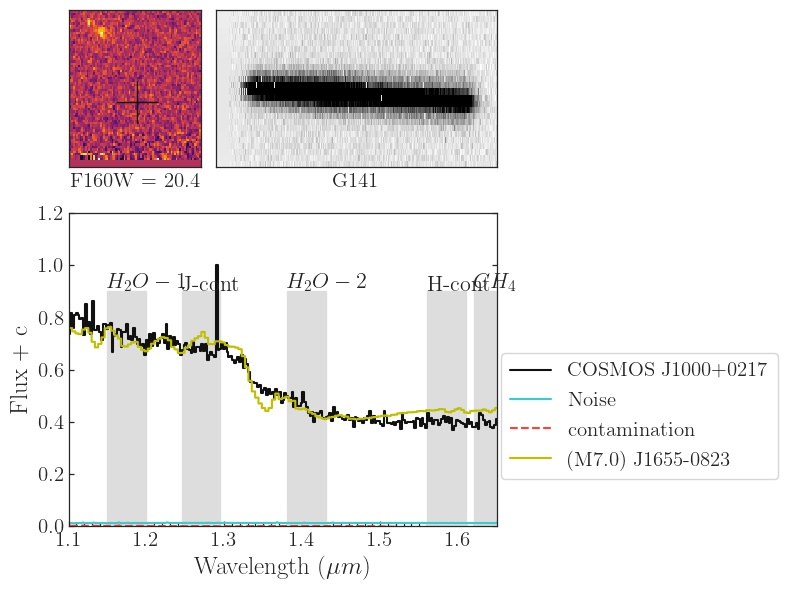 F160W = 20.4
G141
1.2
1.0
0.8
0.6
0.4
0.2
0.0
Flux + c
H₂O − 1
J-cont
H₂O − 2
H-cont
CH₄
COSMOS J1000+0217
Noise
contamination
(M7.0) J1655-0823
1.1 1.2 1.3 1.4 1.5 1.6
Wavelength (μm)